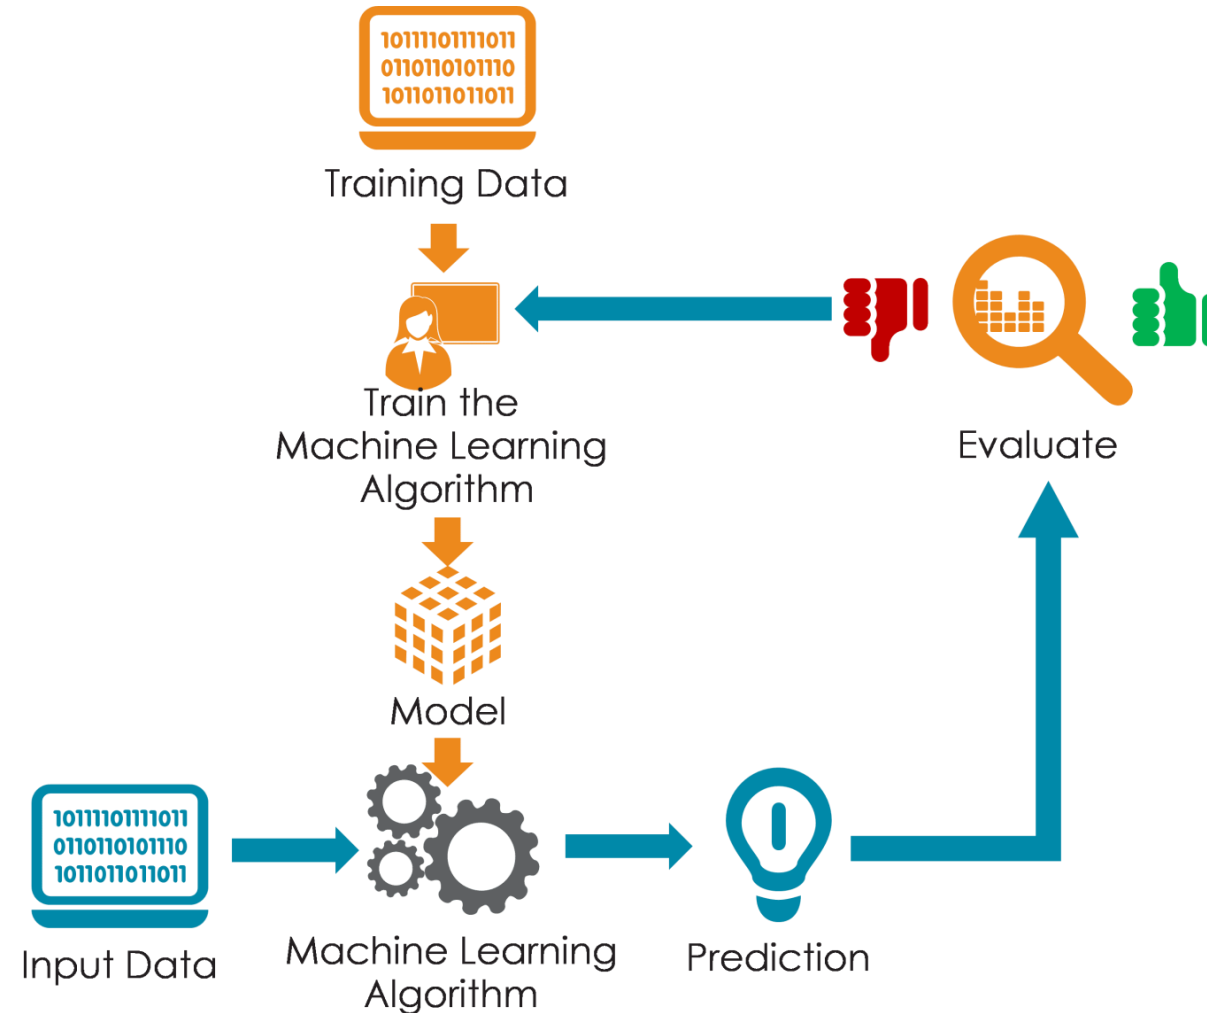 10111101111011
0110110101110
1011011011011
Training Data
Train the
Machine Learning
Algorithm
Evaluate
Model
10111101111011
0110110101110
1011011011011
Input Data
Machine Learning
Algorithm
Prediction